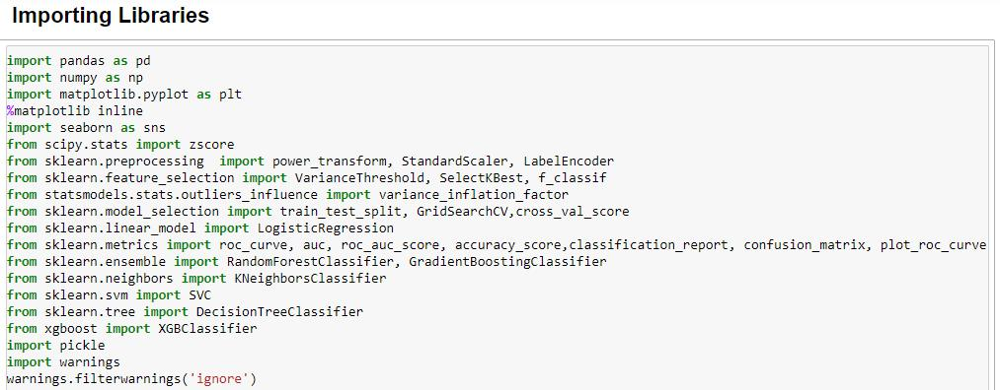 Importing Libraries
import pandas as pd
import numpy as np
import matplotlib.pyplot as plt
%matplotlib inline
import seaborn as sns
from scipy.stats import zscore
from sklearn.preprocessing  import power_transform, StandardScaler, LabelEncoder
from sklearn.feature_selection import VarianceThreshold, SelectKBest, f_classif
from statsmodels.stats.outliers_influence import variance_inflation_factor
from sklearn.model_selection import train_test_split, GridSearchCV,cross_val_score
from sklearn.linear_model import LogisticRegression
from sklearn.metrics import roc_curve, auc, roc_auc_score, accuracy_score,classification_report, confusion_matrix, plot_roc_curve
from sklearn.ensemble import RandomForestClassifier, GradientBoostingClassifier
from sklearn.neighbors import KNeighborsClassifier
from sklearn.svm import SVC
from sklearn.tree import DecisionTreeClassifier
from xgboost import XGBClassifier
import pickle
import warnings
warnings.filterwarnings('ignore')